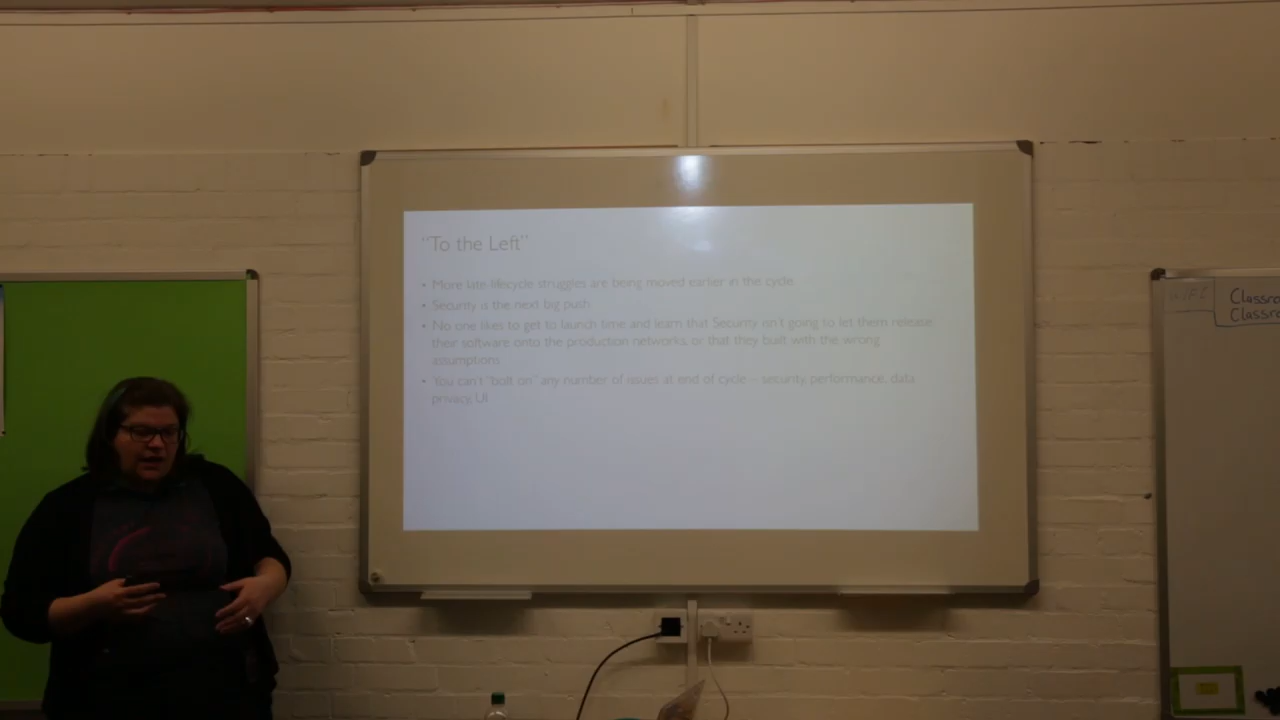 "To the Left"
• More late-lifecycle struggles are being moved earlier in the cycle.
• Security is the next big push
• No one likes to get to launch time and learn that Security isn't going to let them release
their software onto the production networks, or that they built with the wrong
assumptions
• You can't "bolt on" any number of issues at end of cycle – security, performance, data
privacy, UI
WIFI